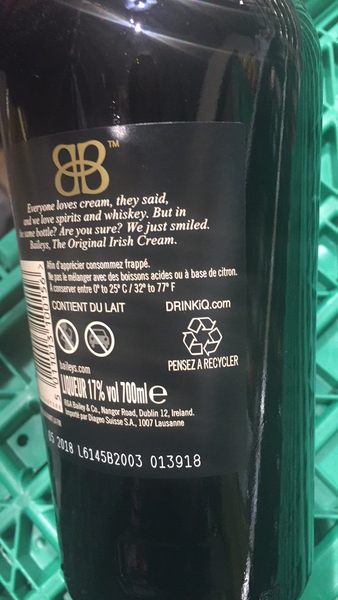 BB™
Everyone loves cream, they said,
and we love spirits and whiskey. But in
the same bottle? Are you sure? We just smiled.
Baileys, The Original Irish Cream.
Afin d'apprécier consommez frappé.
Ne pas le mélanger avec des boissons acides ou à base de citron.
À conserver entre 0° to 25° C / 32° to 77° F
CONTIENT DU LAIT
DRINKiQ.com
PENSEZ A RECYCLER
baileys.com
LIQUEUR 17% vol 700ml e
R&A Bailey & Co., Nangor Road, Dublin 12, Ireland.
Importé par Diageo Suisse S.A., 1007 Lausanne
05 2018 L6145B2003 013918